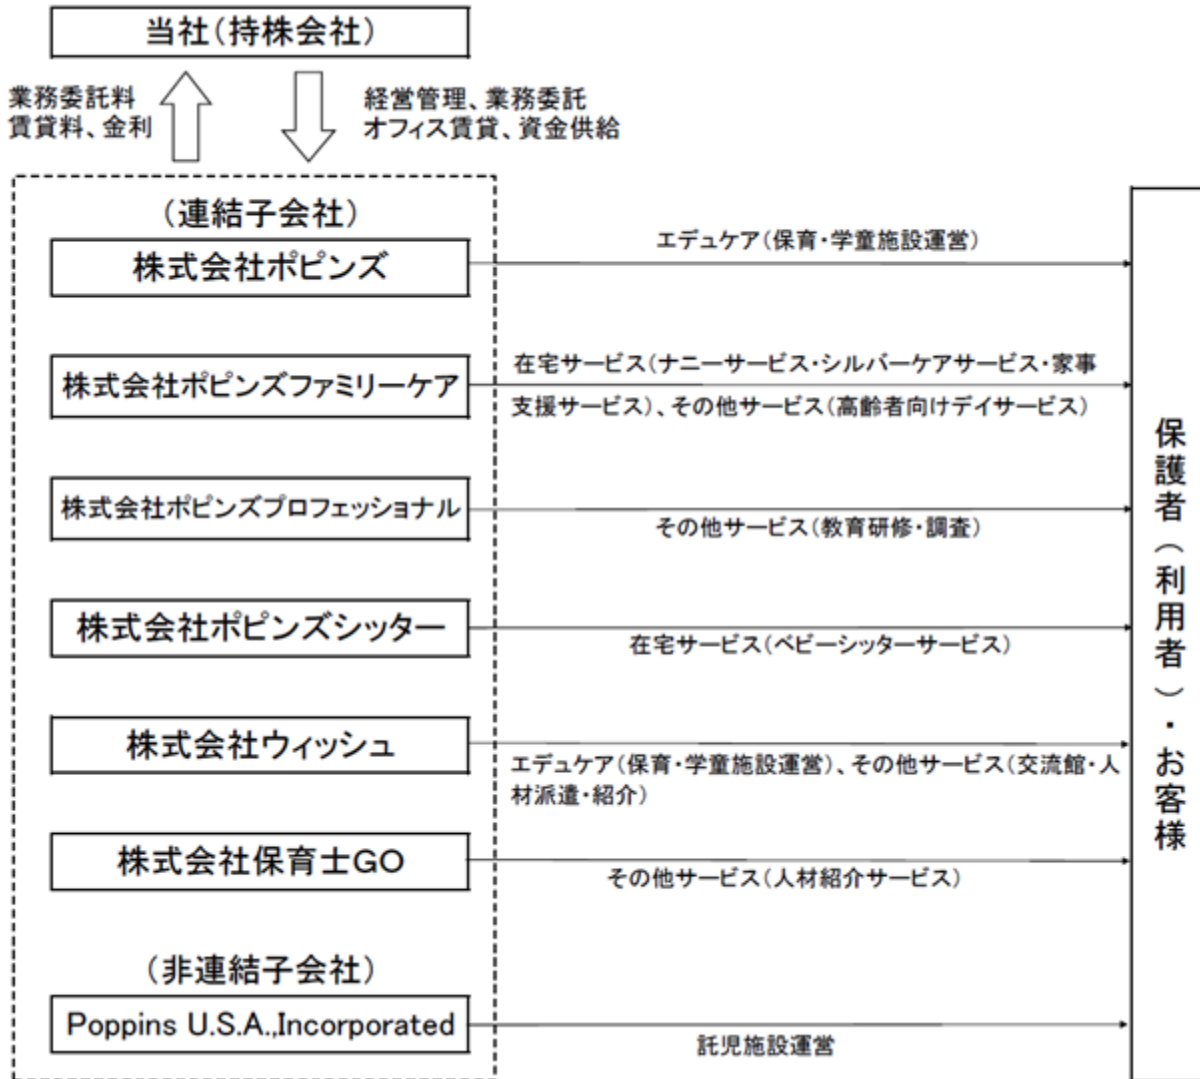 当社(持株会社)
業務委託料
賃貸料、金利
経営管理、業務委託
オフィス賃貸、資金供給
(連結子会社)
株式会社ポピンズ
エデュケア(保育・学童施設運営)
株式会社ポピンズファミリーケア
在宅サービス(ナニーサービス・シルバーケアサービス・家事
支援サービス)、その他サービス(高齢者向けデイサービス)
株式会社ポピンズプロフェッショナル
その他サービス(教育研修・調査)
株式会社ポピンズシッター
在宅サービス(ベビーシッターサービス)
株式会社ウィッシュ
エデュケア(保育・学童施設運営)、その他サービス(交流館・人
材派遣・紹介)
株式会社保育士GO
その他サービス(人材紹介サービス)
(非連結子会社)
Poppins U.S.A.,Incorporated
託児施設運営
保護者(利用者)・お客様